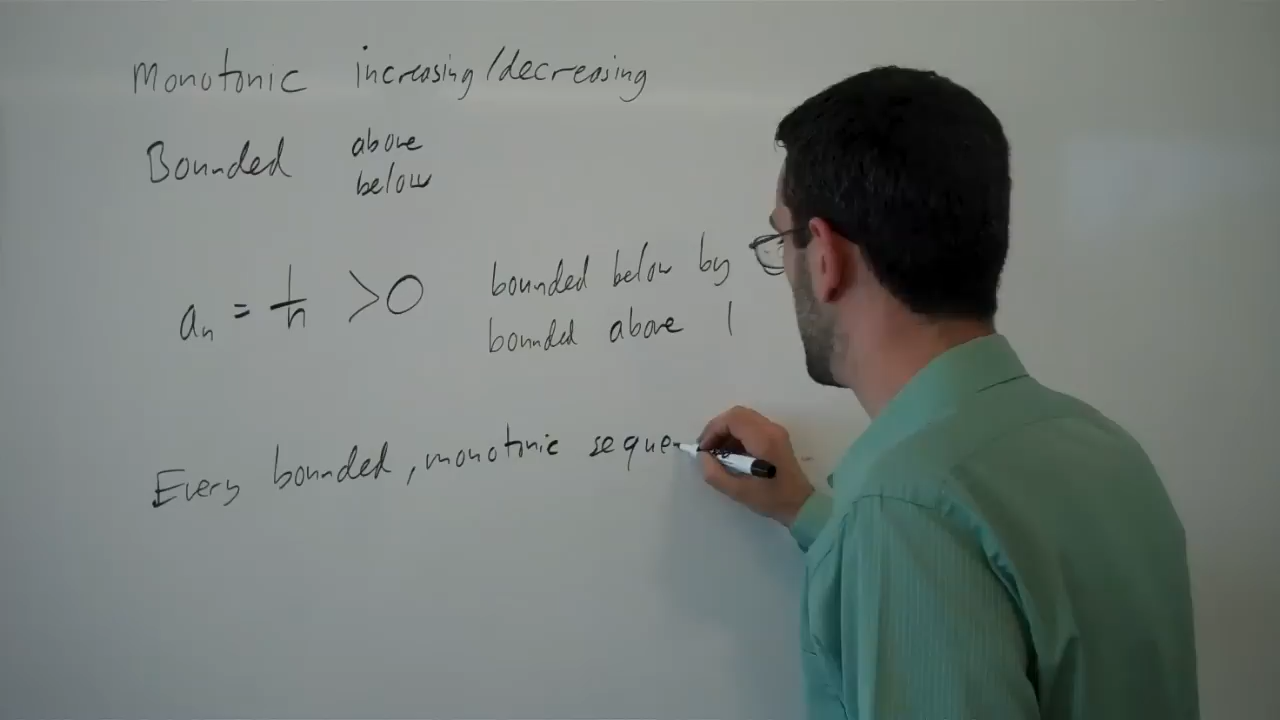 Monotonic increasing/decreasing
Bounded above
below
aₙ = 1/n >0 bounded below by
bounded above 1
Every bounded, monotonic seque